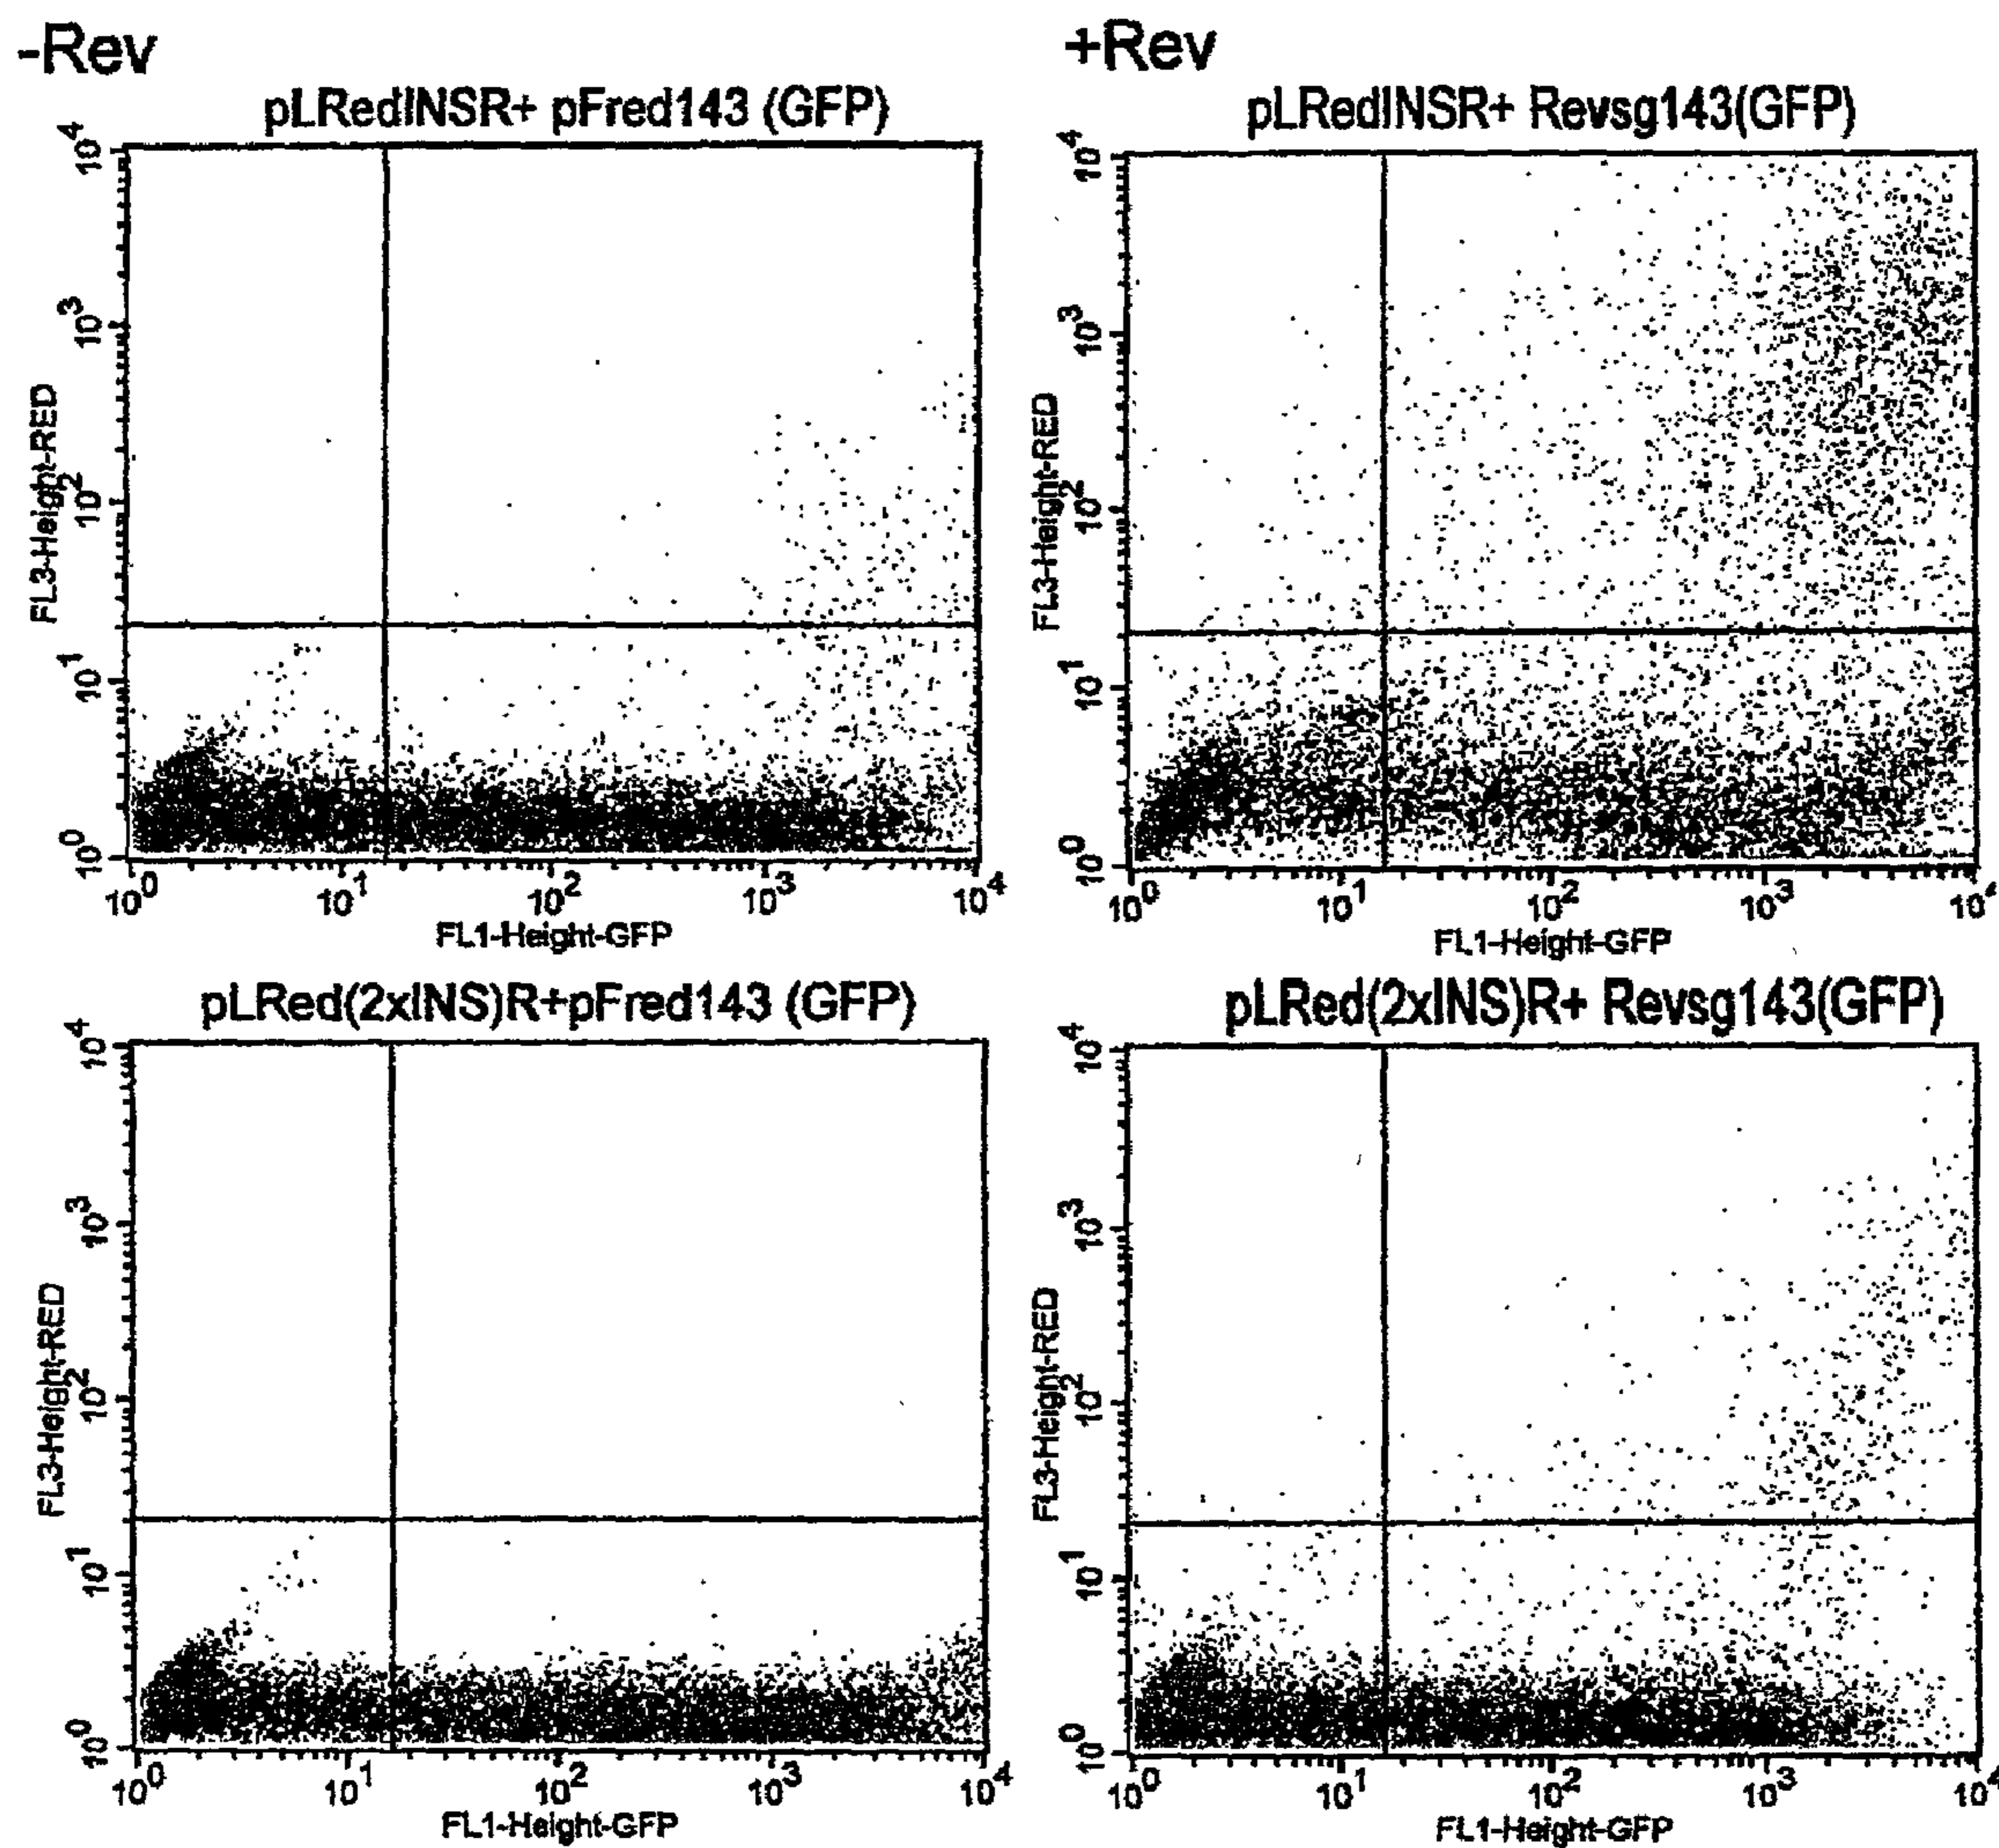 -Rev
+Rev
pLRedINSR+ pFred143 (GFP)
10^4
10^3
10^2
10^1
10^0
FL3-Height-RED
10^0 10^1 10^2 10^3 10^4
FL1-Height-GFP
pLRedINSR+ Revsg143(GFP)
10^4
10^3
10^2
10^1
10^0
FL3-Height-RED
10^0 10^1 10^2 10^3 10^4
FL1-Height-GFP
pLRed(2xINS)R+pFred143 (GFP)
10^4
10^3
10^2
10^1
10^0
FL3-Height-RED
10^0 10^1 10^2 10^3 10^4
FL1-Height-GFP
pLRed(2xINS)R+ Revsg143(GFP)
10^4
10^3
10^2
10^1
10^0
FL3-Height-RED
10^0 10^1 10^2 10^3 10^4
FL1-Height-GFP